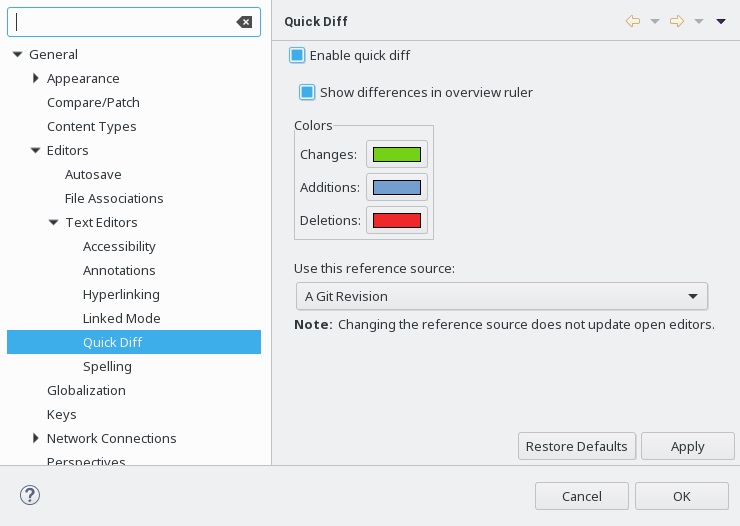 Quick Diff
General
Appearance
Compare/Patch
Content Types
Editors
Autosave
File Associations
Text Editors
Accessibility
Annotations
Hyperlinking
Linked Mode
Quick Diff
Spelling
Globalization
Keys
Network Connections
Perspectives
Enable quick diff
Show differences in overview ruler
Colors
Changes:
Additions:
Deletions:
Use this reference source:
A Git Revision
Note: Changing the reference source does not update open editors.
Restore Defaults
Apply
?
Cancel
OK